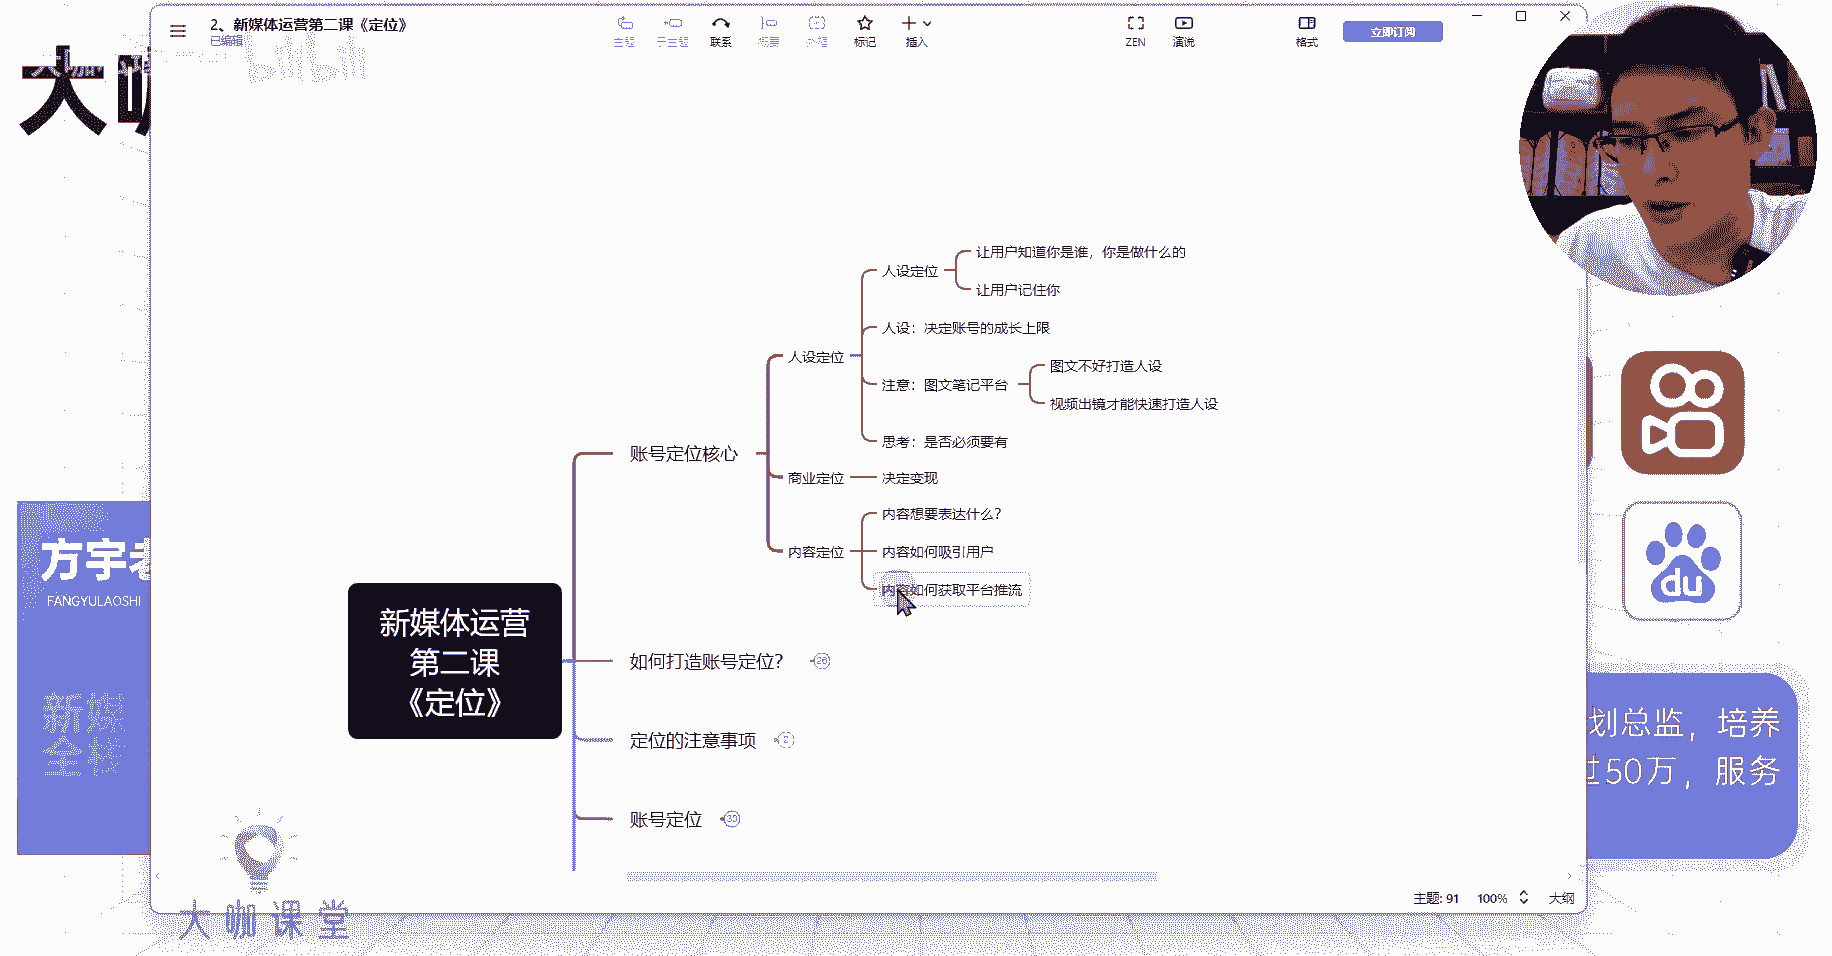 2、新媒体运营第二课《定位》
已编辑
bilibili
主题
子主题
联系
概要
外框
标记
插入
ZEN
演说
格式
立即订阅
大咖
让用户知道你是谁，你是做什么的
人设定位
让用户记住你
人设：决定账号的成长上限
人设定位
图文不好打造人设
注意：图文笔记平台
视频出镜才能快速打造人设
思考：是否必须要有
账号定位核心
商业定位
决定变现
内容想要表达什么？
内容定位
内容如何吸引用户
内容如何获取平台推流
新媒体运营
第二课
《定位》
如何打造账号定位？
26
定位的注意事项
账号定位
30
方宇老
FANGYULAOSHI
新媒
全栈
du
划总监，培养
过50万，服务
大咖课堂
主题: 91
100%
大纲